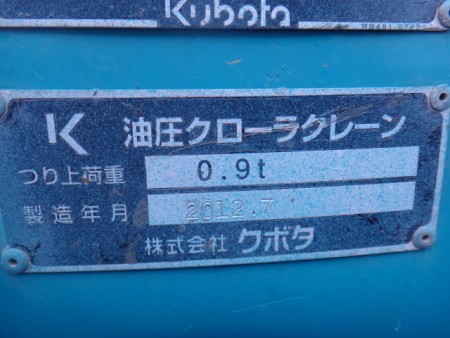 Kubota
K 油圧クローラクレーン
つり上荷重 0.9t
製造年月 2012.7
株式会社 クボタ